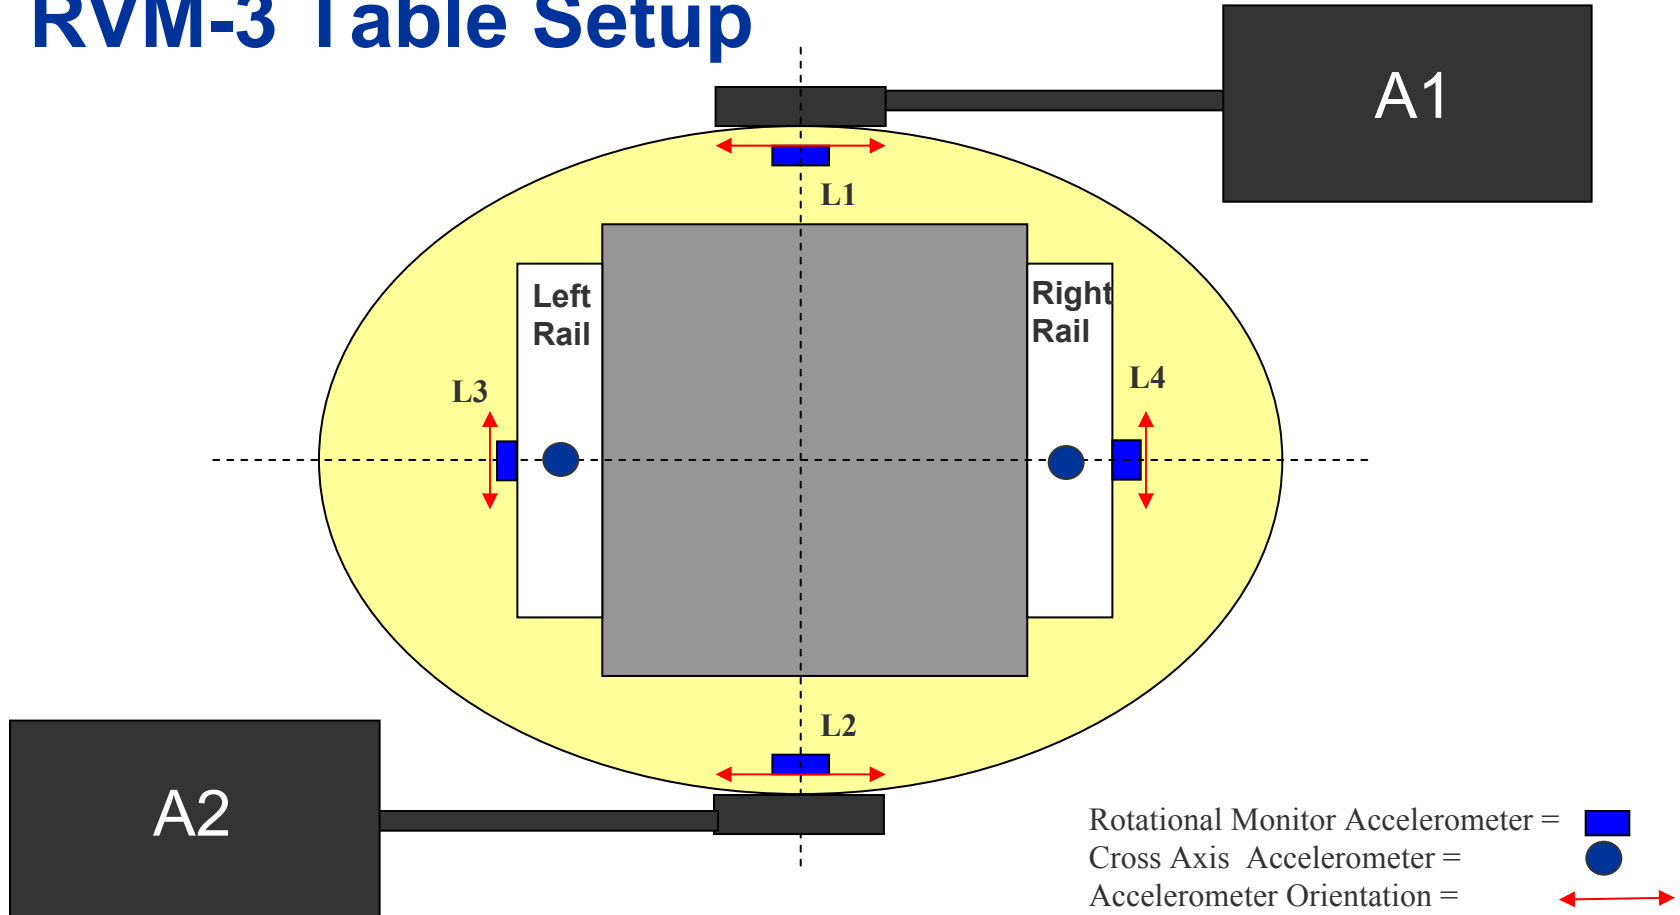 RVM-3 Table Setup
A1
L1
Left
Rail
Right
Rail
L3
L4
L2
A2
Rotational Monitor Accelerometer =
Cross Axis Accelerometer =
Accelerometer Orientation =